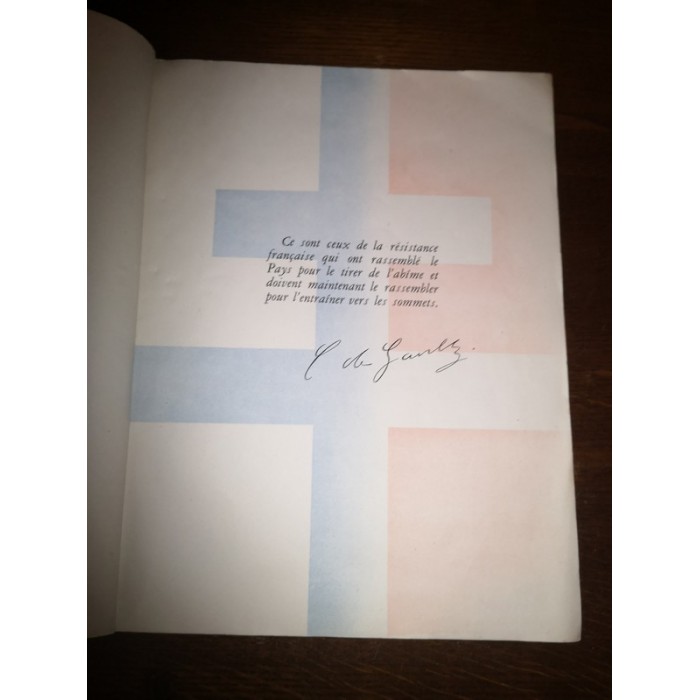 Ce sont ceux de la résistance
française qui ont rassemblé le
Pays pour le tirer de l'abîme et
doivent maintenant le rassembler
pour l'entraîner vers les sommets.
C de Gaulle.